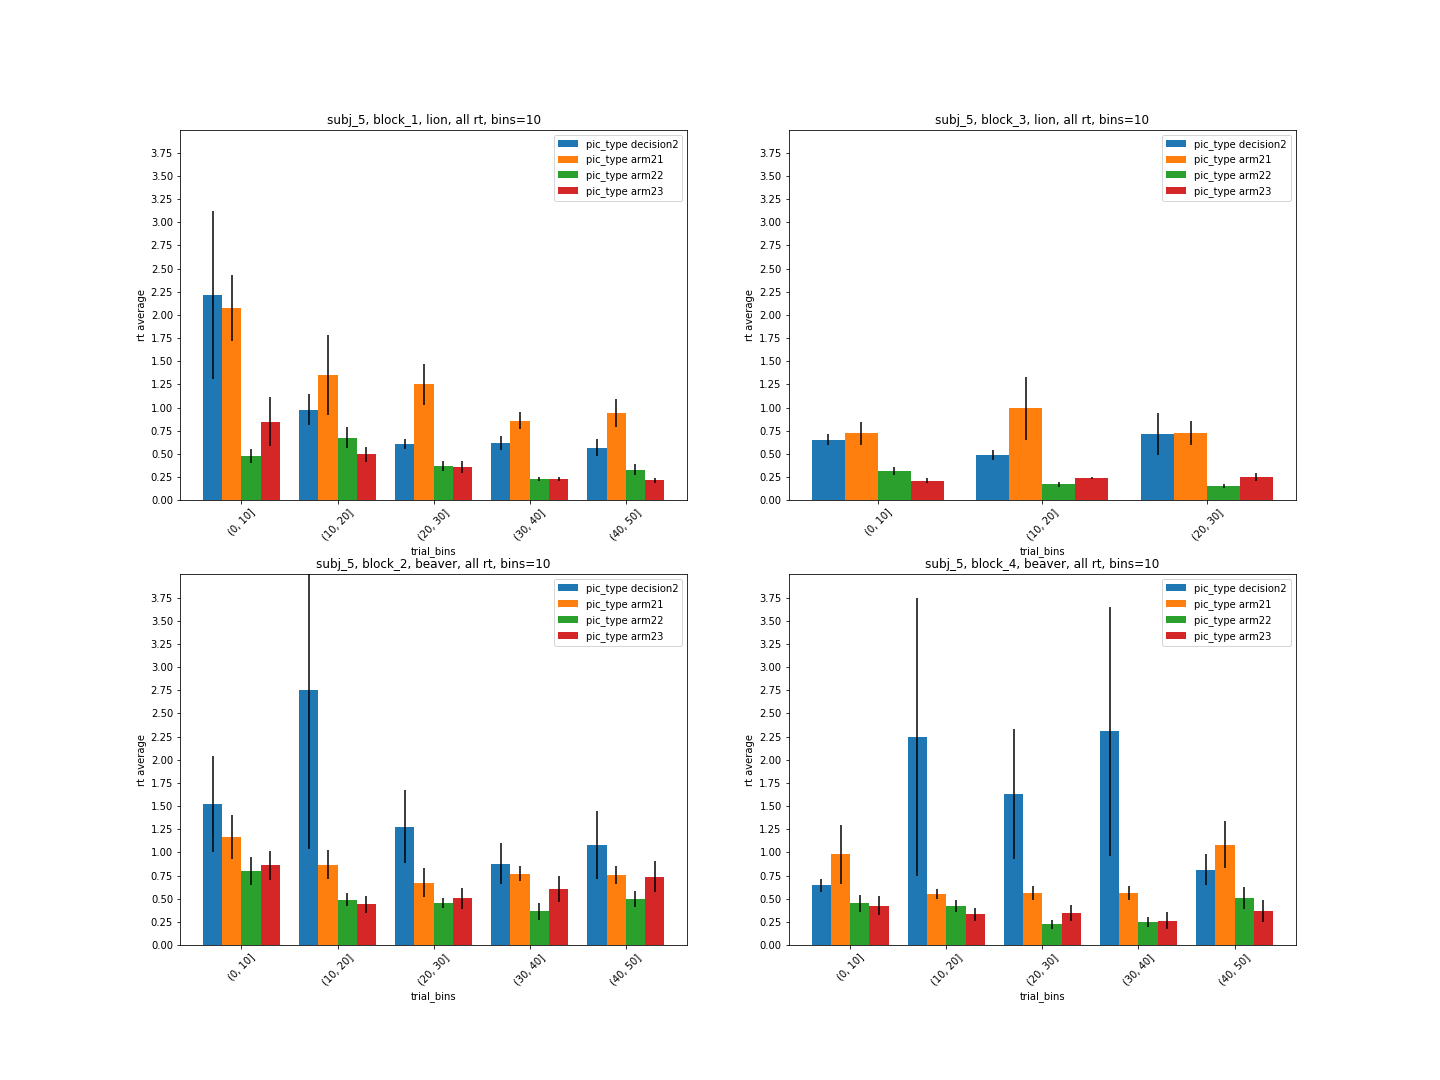 subj_5, block_1, lion, all rt, bins=10
pic_type decision2
pic_type arm21
pic_type arm22
pic_type arm23
3.75
3.50
3.25
3.00
2.75
2.50
2.25
2.00
1.75
1.50
1.25
1.00
0.75
0.50
0.25
0.00
rt average
(0, 10]
(10, 20]
(20, 30]
(30, 40]
(40, 50]
trial_bins
subj_5, block_3, lion, all rt, bins=10
pic_type decision2
pic_type arm21
pic_type arm22
pic_type arm23
3.75
3.50
3.25
3.00
2.75
2.50
2.25
2.00
1.75
1.50
1.25
1.00
0.75
0.50
0.25
0.00
rt average
(0, 10]
(10, 20]
(20, 30]
trial_bins
subj_5, block_2, beaver, all rt, bins=10
pic_type decision2
pic_type arm21
pic_type arm22
pic_type arm23
3.75
3.50
3.25
3.00
2.75
2.50
2.25
2.00
1.75
1.50
1.25
1.00
0.75
0.50
0.25
0.00
rt average
(0, 10]
(10, 20]
(20, 30]
(30, 40]
(40, 50]
trial_bins
subj_5, block_4, beaver, all rt, bins=10
pic_type decision2
pic_type arm21
pic_type arm22
pic_type arm23
3.75
3.50
3.25
3.00
2.75
2.50
2.25
2.00
1.75
1.50
1.25
1.00
0.75
0.50
0.25
0.00
rt average
(0, 10]
(10, 20]
(20, 30]
(30, 40]
(40, 50]
trial_bins